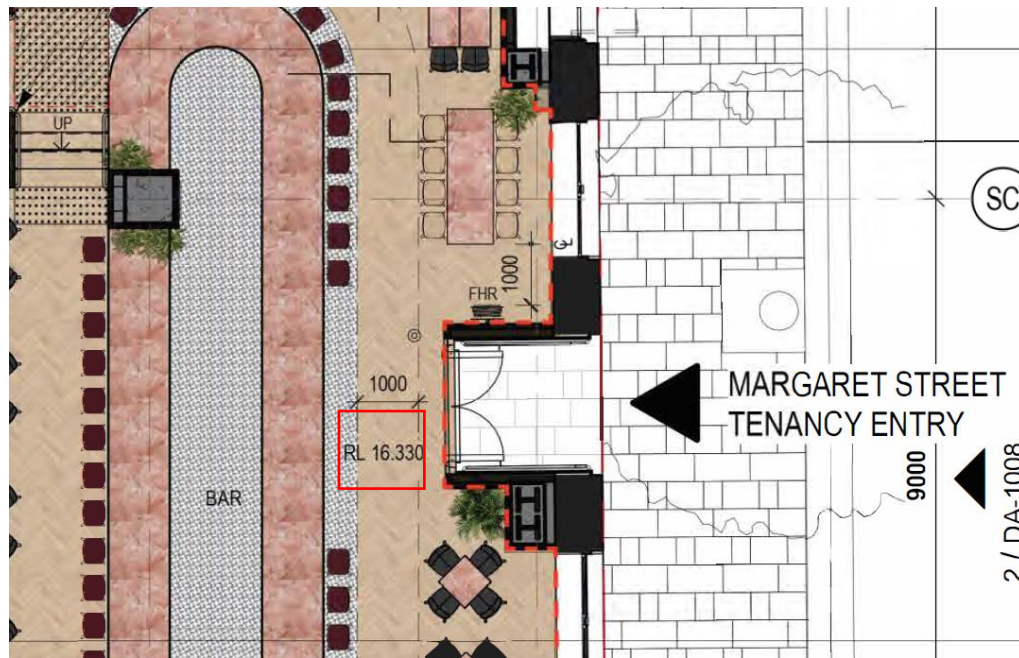 UP
SC
℄
1000
FHR
1000
RL 16.330
BAR
MARGARET STREET
TENANCY ENTRY
9000
2 / DA-1008